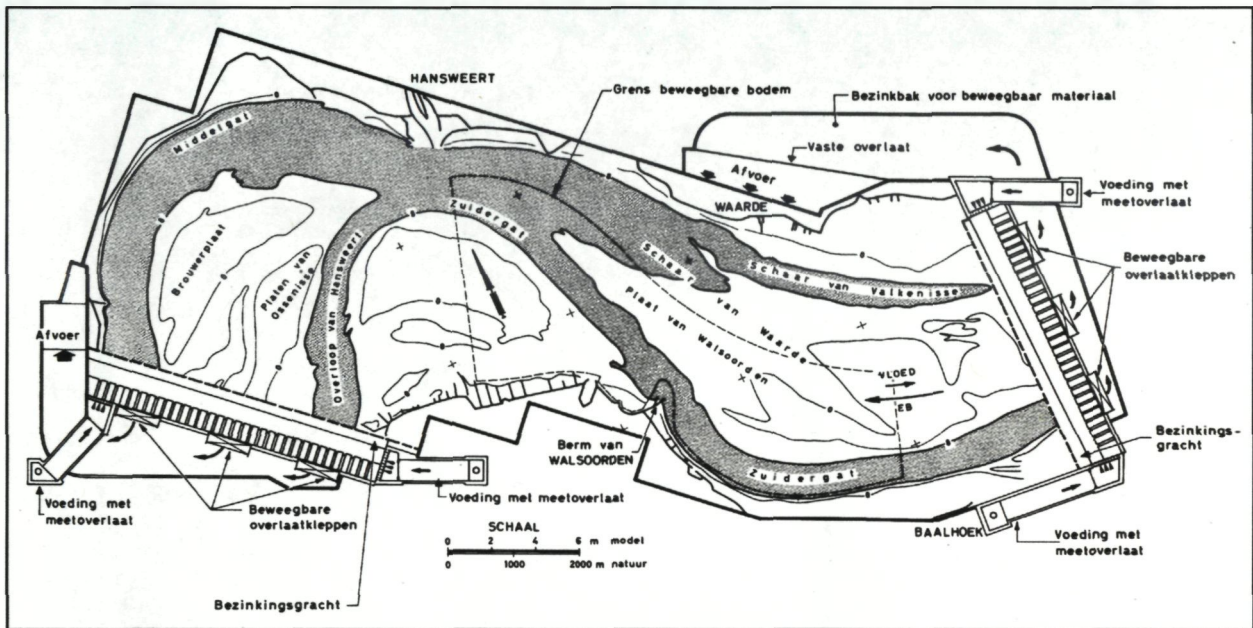 HANSWEERT
Grens beweegbare bodem
Bezinkbak voor beweegbaar materiaal
Vaste overlaat
Afvoer
WAARDE
Voeding met
meetoverlaat
Beweegbare
overlaatkleppen
Middelgat
Brouwerplaat
Platen van
Ossenisse
Overloop van Hansweert
Zuidergat
Schaar van Waarde
Schaar van Valkenisse
Plaat van Walsoorden
VLOED
EB
Afvoer
Berm van
WALSOORDEN
Zuidergat
Bezinkings-
gracht
Voeding met
meetoverlaat
Beweegbare
overlaatkleppen
Voeding met meetoverlaat
SCHAAL
0 2 4 6 m model
0 1000 2000 m natuur
BAALHOEK
Voeding met
meetoverlaat
Bezinkingsgracht